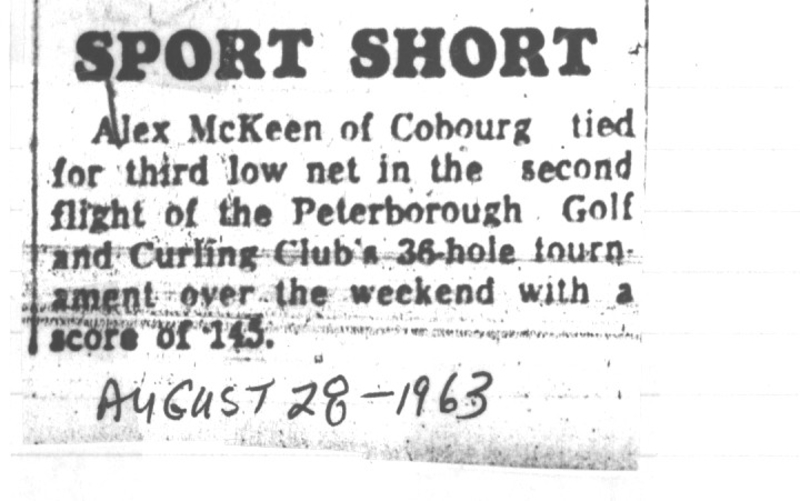 SPORT SHORT
Alex McKeen of Cobourg tied
for third low net in the second
flight of the Peterborough Golf
and Curling Club's 36-hole tourn-
ament over the weekend with a
score of 145.
AUGUST 28-1963